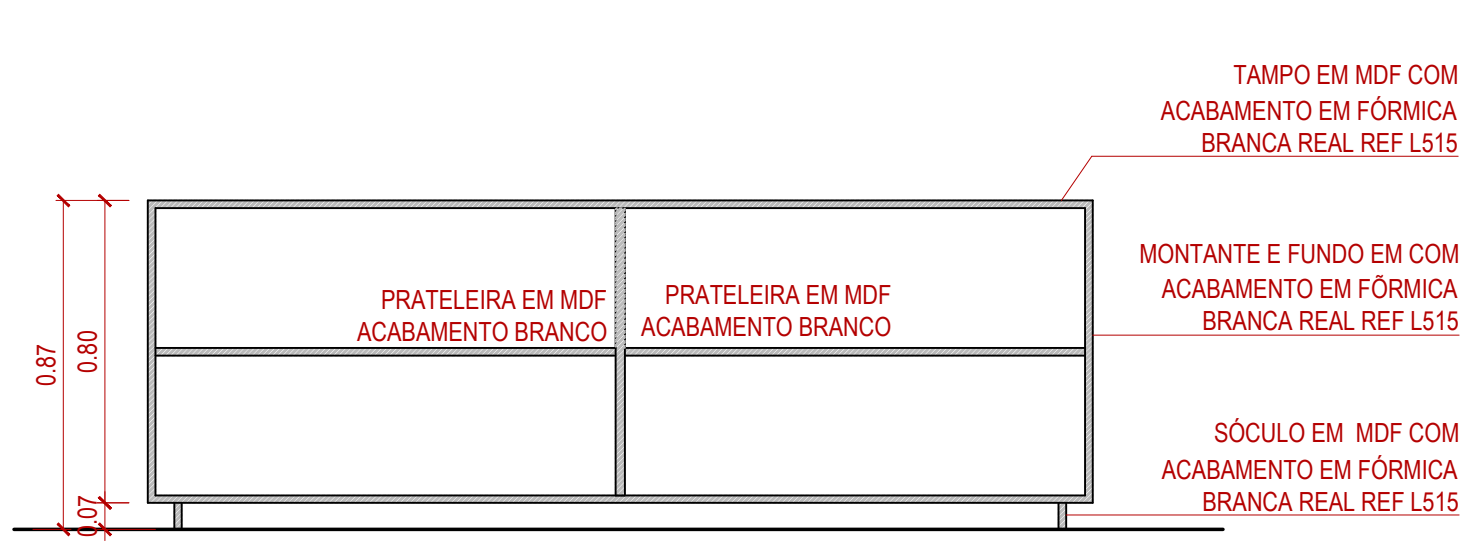 TAMPO EM MDF COM
ACABAMENTO EM FÓRMICA
BRANCA REAL REF L515
MONTANTE E FUNDO EM COM
ACABAMENTO EM FÕRMICA
BRANCA REAL REF L515
PRATELEIRA EM MDF
ACABAMENTO BRANCO
PRATELEIRA EM MDF
ACABAMENTO BRANCO
0.87
0.80
0.07
SÓCULO EM MDF COM
ACABAMENTO EM FÓRMICA
BRANCA REAL REF L515